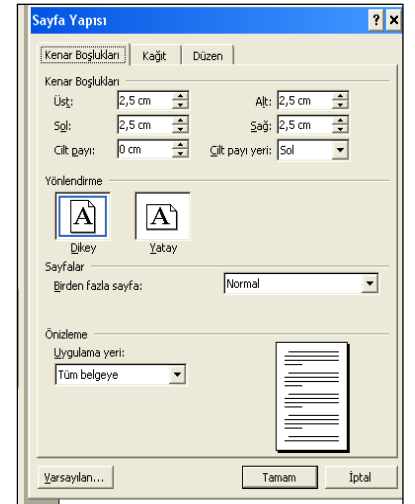 Sayfa Yapısı
Kenar Boşlukları Kağıt Düzen
Kenar Boşlukları
Üst: 2,5 cm Alt: 2,5 cm
Sol: 2,5 cm Sağ: 2,5 cm
Cilt payı: 0 cm Cilt payı yeri: Sol
Yönlendirme
A A
Dikey Yatay
Sayfalar
Birden fazla sayfa: Normal
Önizleme
Uygulama yeri:
Tüm belgeye
Varsayılan... Tamam İptal